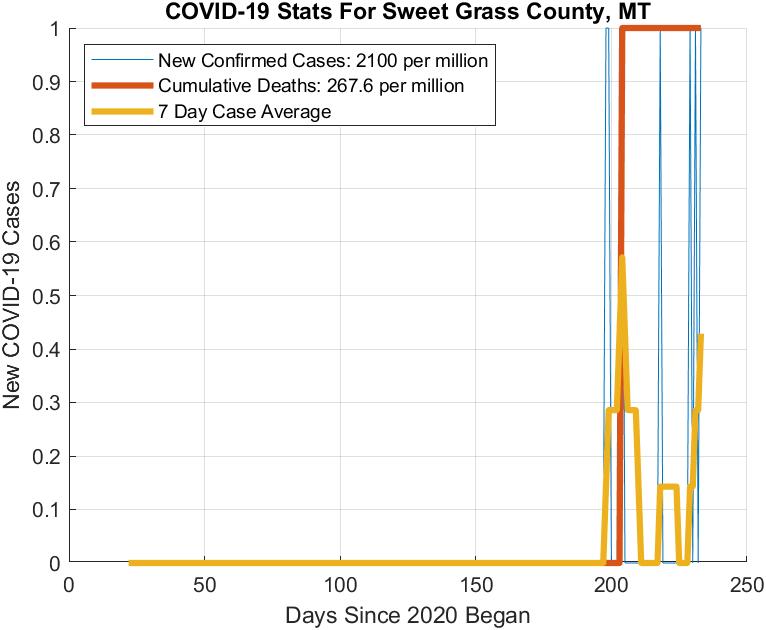 COVID-19 Stats For Sweet Grass County, MT
New Confirmed Cases: 2100 per million
Cumulative Deaths: 267.6 per million
7 Day Case Average
New COVID-19 Cases
1
0.9
0.8
0.7
0.6
0.5
0.4
0.3
0.2
0.1
0
0 50 100 150 200 250
Days Since 2020 Began